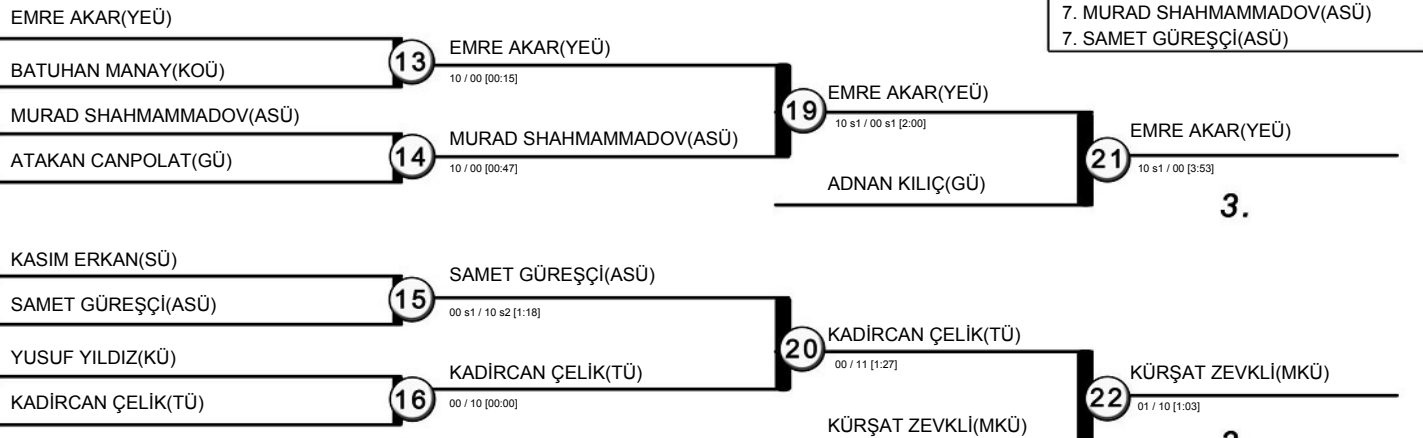 7. MURAD SHAHMAMMADOV(ASÜ)
7. SAMET GÜREŞÇİ(ASÜ)
EMRE AKAR(YEÜ)
BATUHAN MANAY(KOÜ)
13
EMRE AKAR(YEÜ)
10 / 00 [00:15]
MURAD SHAHMAMMADOV(ASÜ)
ATAKAN CANPOLAT(GÜ)
14
MURAD SHAHMAMMADOV(ASÜ)
10 / 00 [00:47]
19
EMRE AKAR(YEÜ)
10 s1 / 00 s1 [2:00]
ADNAN KILIÇ(GÜ)
21
EMRE AKAR(YEÜ)
10 s1 / 00 [3:53]
3.
KASIM ERKAN(SÜ)
SAMET GÜREŞÇİ(ASÜ)
15
SAMET GÜREŞÇİ(ASÜ)
00 s1 / 10 s2 [1:18]
YUSUF YILDIZ(KÜ)
KADİRCAN ÇELİK(TÜ)
16
KADİRCAN ÇELİK(TÜ)
00 / 10 [00:00]
20
KADİRCAN ÇELİK(TÜ)
00 / 11 [1:27]
KÜRŞAT ZEVKLİ(MKÜ)
22
KÜRŞAT ZEVKLİ(MKÜ)
01 / 10 [1:03]